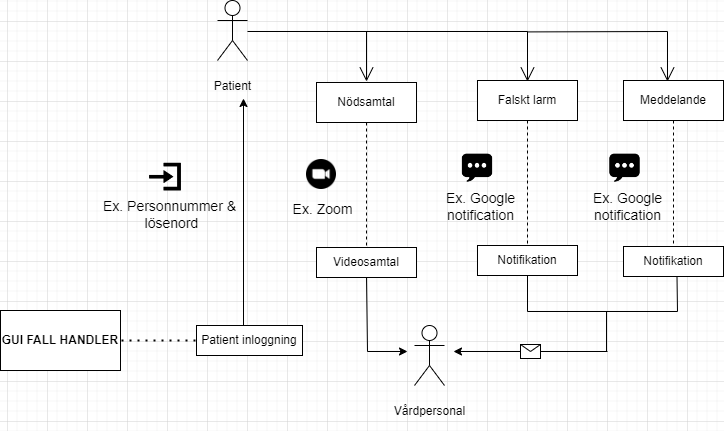 Patient
Nödsamtal
Falskt larm
Meddelande
Ex. Personnummer &
lösenord
Ex. Zoom
Ex. Google
notification
Ex. Google
notification
Videosamtal
Notifikation
Notifikation
GUI FALL HANDLER
Patient inloggning
Vårdpersonal